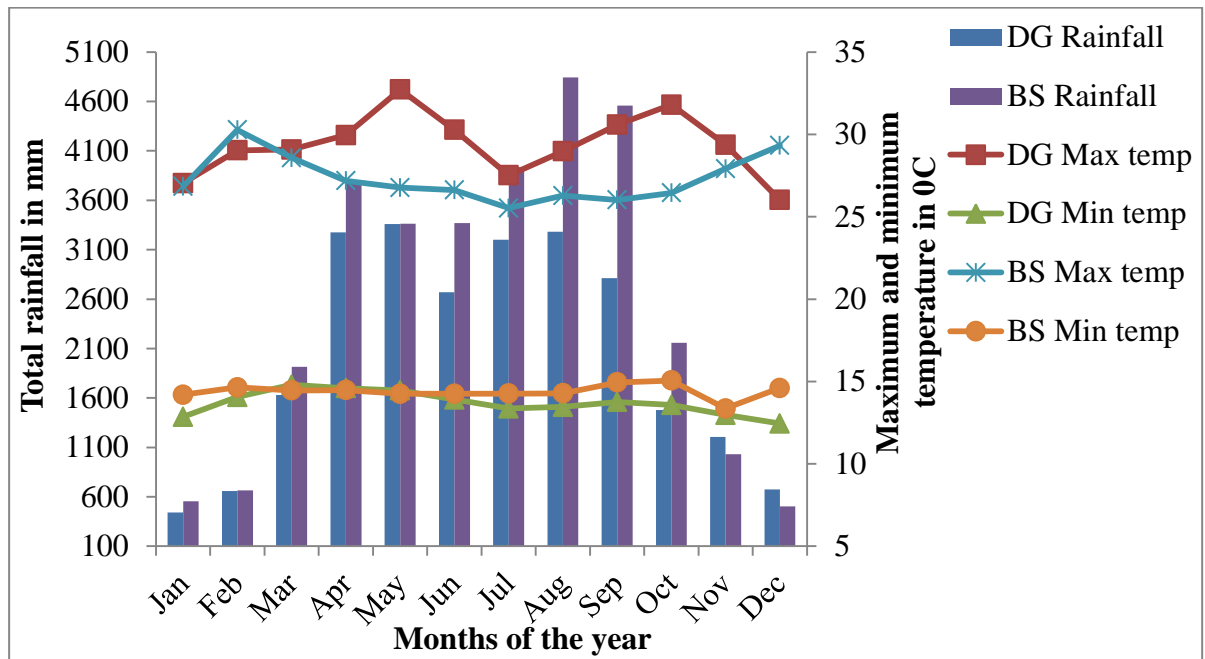 5100
4600
4100
3600
3100
2600
2100
1600
1100
600
100
Total rainfall in mm
35
30
25
20
15
10
5
Maximum and minimum
temperature in 0C
Jan
Feb
Mar
Apr
May
Jun
Jul
Aug
Sep
Oct
Nov
Dec
Months of the year
DG Rainfall
BS Rainfall
DG Max temp
DG Min temp
BS Max temp
BS Min temp